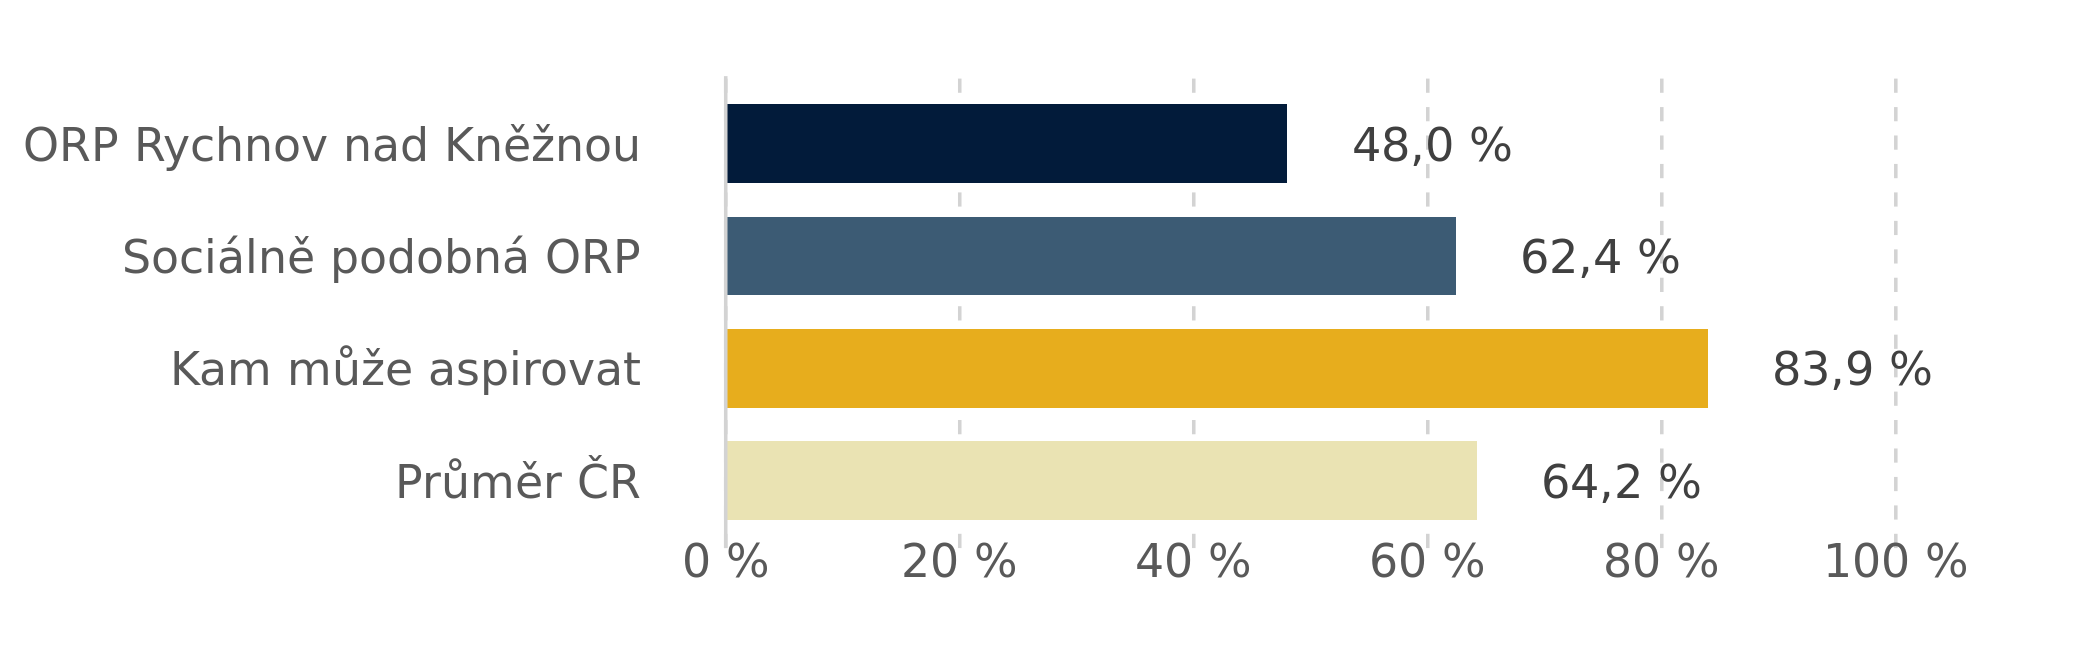 ORP Rychnov nad Kněžnou 48,0 %
Sociálně podobná ORP 62,4 %
Kam může aspirovat 83,9 %
Průměr ČR 64,2 %
0 % 20 % 40 % 60 % 80 % 100 %